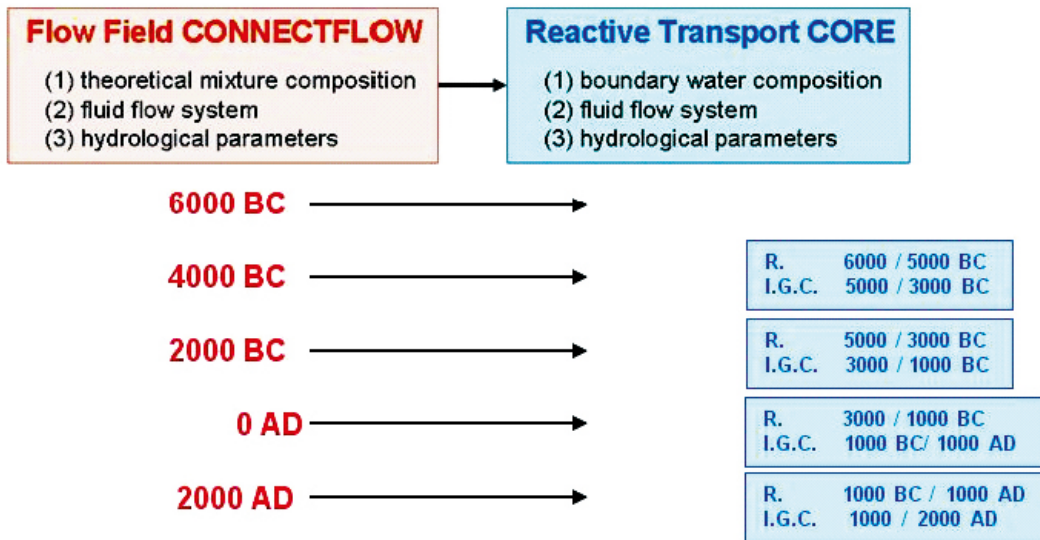 Flow Field CONNECTFLOW
(1) theoretical mixture composition
(2) fluid flow system
(3) hydrological parameters
Reactive Transport CORE
(1) boundary water composition
(2) fluid flow system
(3) hydrological parameters
6000 BC
4000 BC
R. 6000 / 5000 BC
I.G.C. 5000 / 3000 BC
2000 BC
R. 5000 / 3000 BC
I.G.C. 3000 / 1000 BC
0 AD
R. 3000 / 1000 BC
I.G.C. 1000 BC/ 1000 AD
2000 AD
R. 1000 BC / 1000 AD
I.G.C. 1000 / 2000 AD